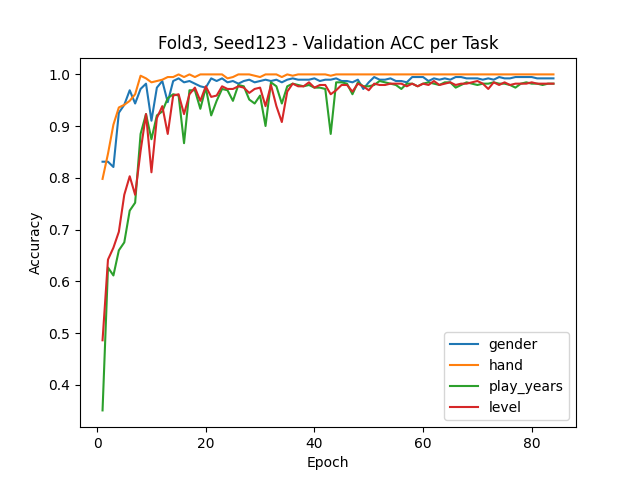 Fold3, Seed123 - Validation ACC per Task
Accuracy
1.0
0.9
0.8
0.7
0.6
0.5
0.4
0
20
40
60
80
Epoch
gender
hand
play_years
level